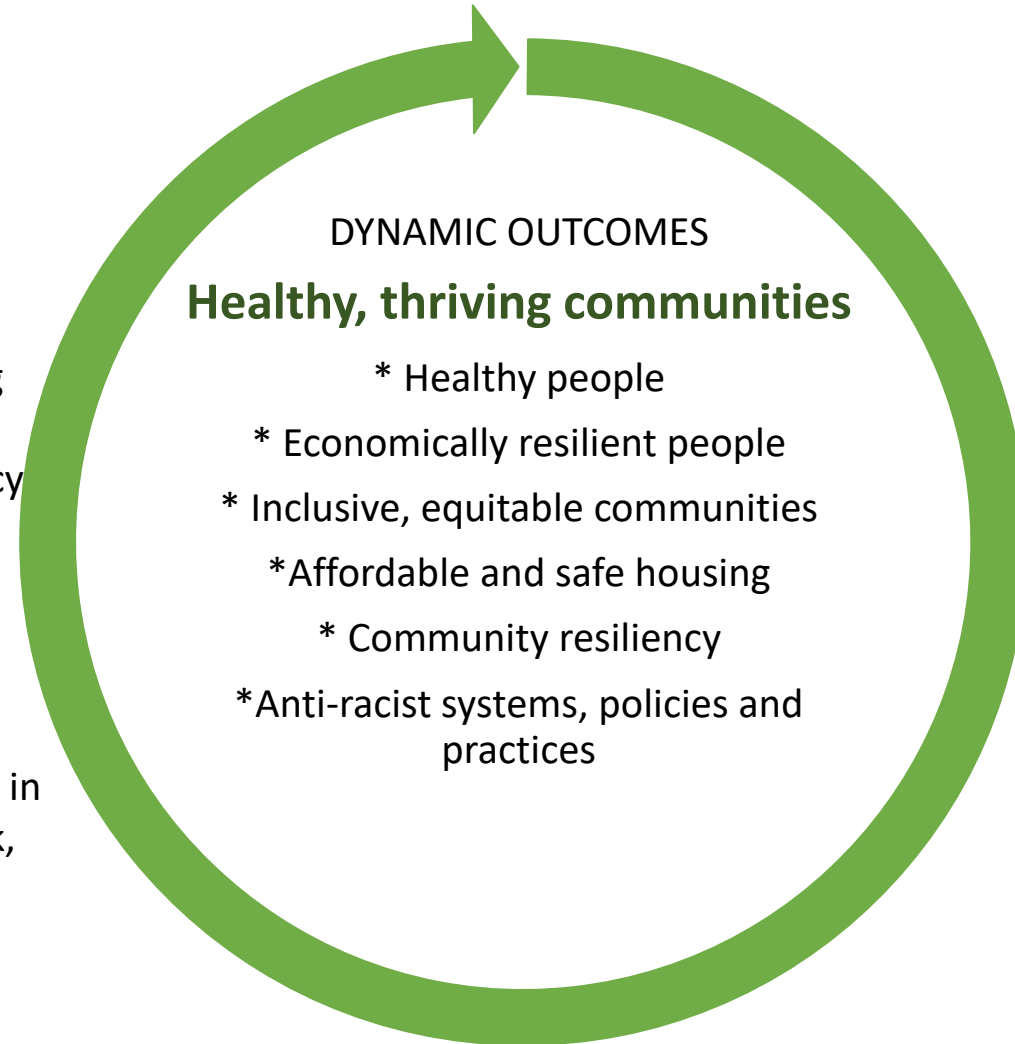 DYNAMIC OUTCOMES
Healthy, thriving communities
* Healthy people
* Economically resilient people
* Inclusive, equitable communities
*Affordable and safe housing
* Community resiliency
*Anti-racist systems, policies and
practices
in